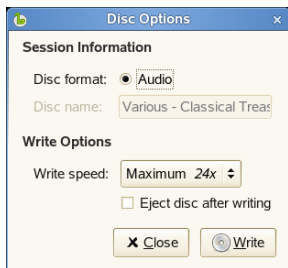 Disc Options
Session Information
Disc format: Audio
Disc name: Various - Classical Treas
Write Options
Write speed: Maximum 24x
Eject disc after writing
Close Write